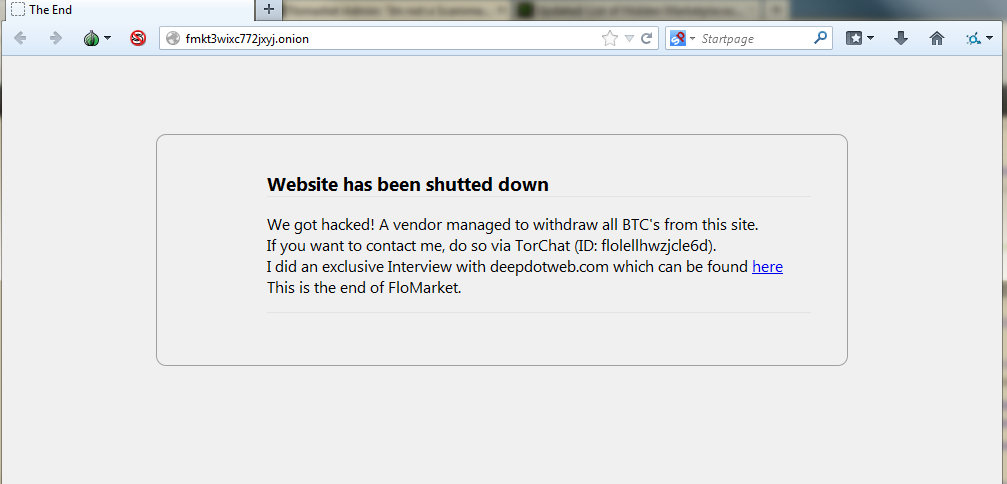 The End
fmkt3wixc772jxyj.onion
Startpage
Website has been shutted down
We got hacked! A vendor managed to withdraw all BTC's from this site.
If you want to contact me, do so via TorChat (ID: flolellhwzjcle6d).
I did an exclusive Interview with deepdotweb.com which can be found here
This is the end of FloMarket.